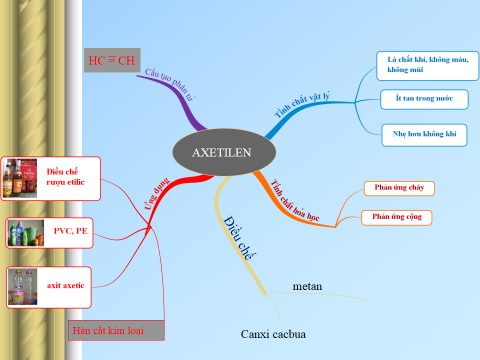 HC ≡ CH
Cấu tạo phân tử
Tính chất vật lý
Là chất khí, không màu,
không mùi
Ít tan trong nước
Nhẹ hơn không khí
AXETILEN
Ứng dụng
Điều chế
rượu etilic
PVC, PE
axit axetic
Hàn cắt kim loại
Tính chất hóa học
Phản ứng cháy
Phản ứng cộng
Điều chế
metan
Canxi cacbua